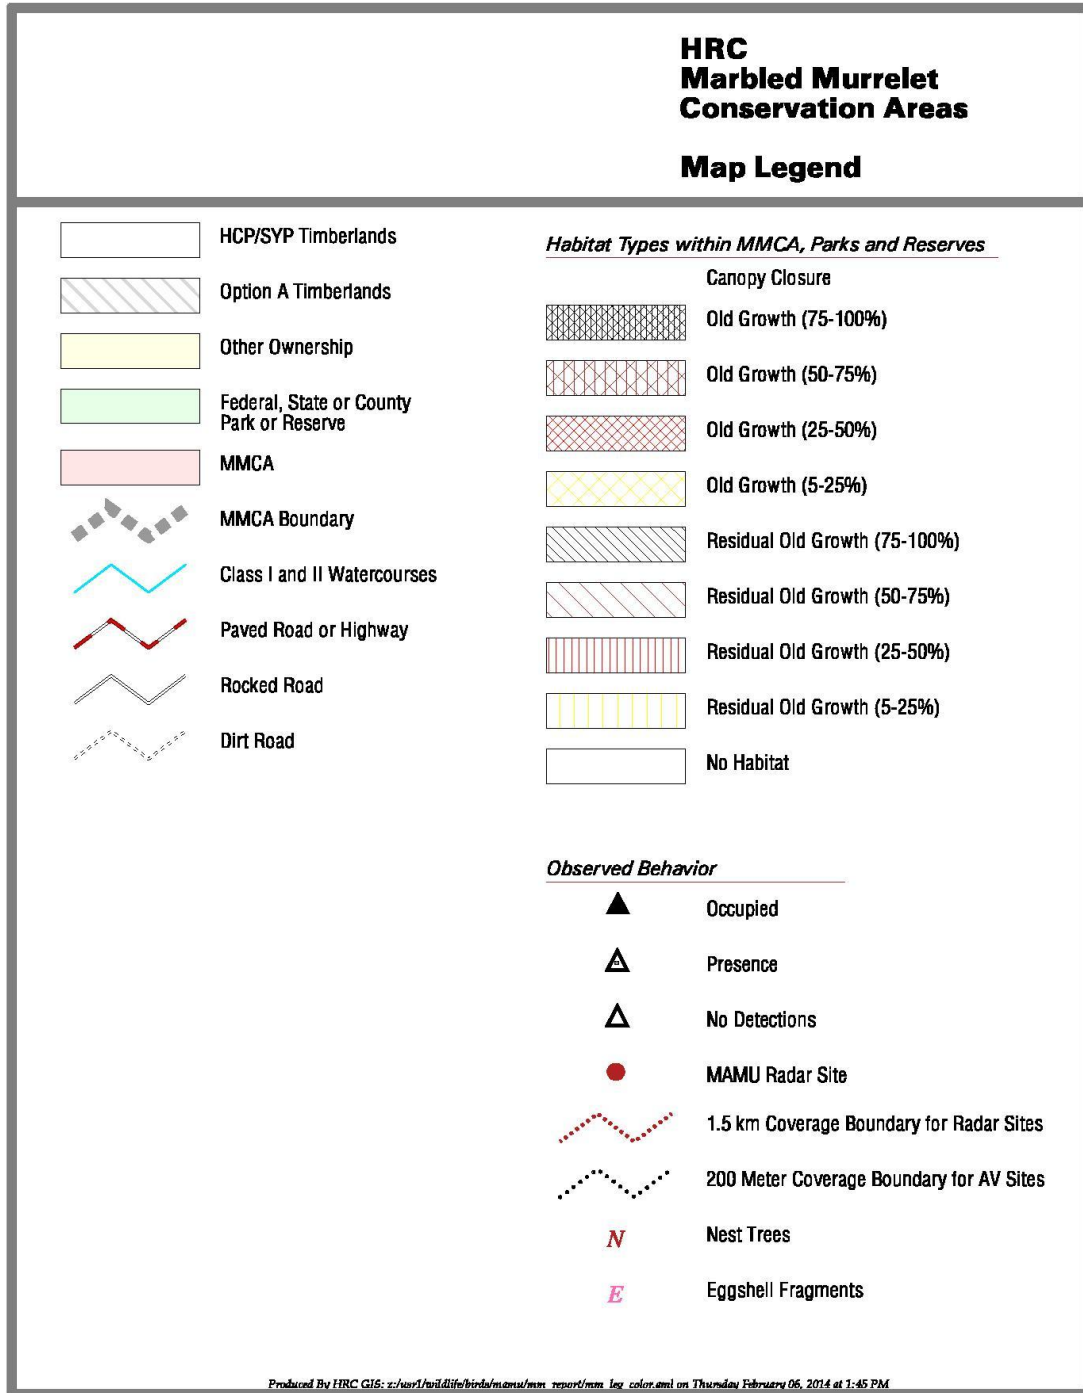 HRC
Marbled Murrelet
Conservation Areas
Map Legend
HCP/SYP Timberlands
Option A Timberlands
Other Ownership
Federal, State or County
Park or Reserve
MMCA
MMCA Boundary
Class I and II Watercourses
Paved Road or Highway
Rocked Road
Dirt Road
Habitat Types within MMCA, Parks and Reserves
Canopy Closure
Old Growth (75-100%)
Old Growth (50-75%)
Old Growth (25-50%)
Old Growth (5-25%)
Residual Old Growth (75-100%)
Residual Old Growth (50-75%)
Residual Old Growth (25-50%)
Residual Old Growth (5-25%)
No Habitat
Observed Behavior
Occupied
Presence
No Detections
MAMU Radar Site
1.5 km Coverage Boundary for Radar Sites
200 Meter Coverage Boundary for AV Sites
N Nest Trees
E Eggshell Fragments
Produced By HRC GIS: z:/usr1/wildlife/birds/mamu/mm_report/mm_leg_color.aml on Thursday February 06, 2014 at 1:45 PM